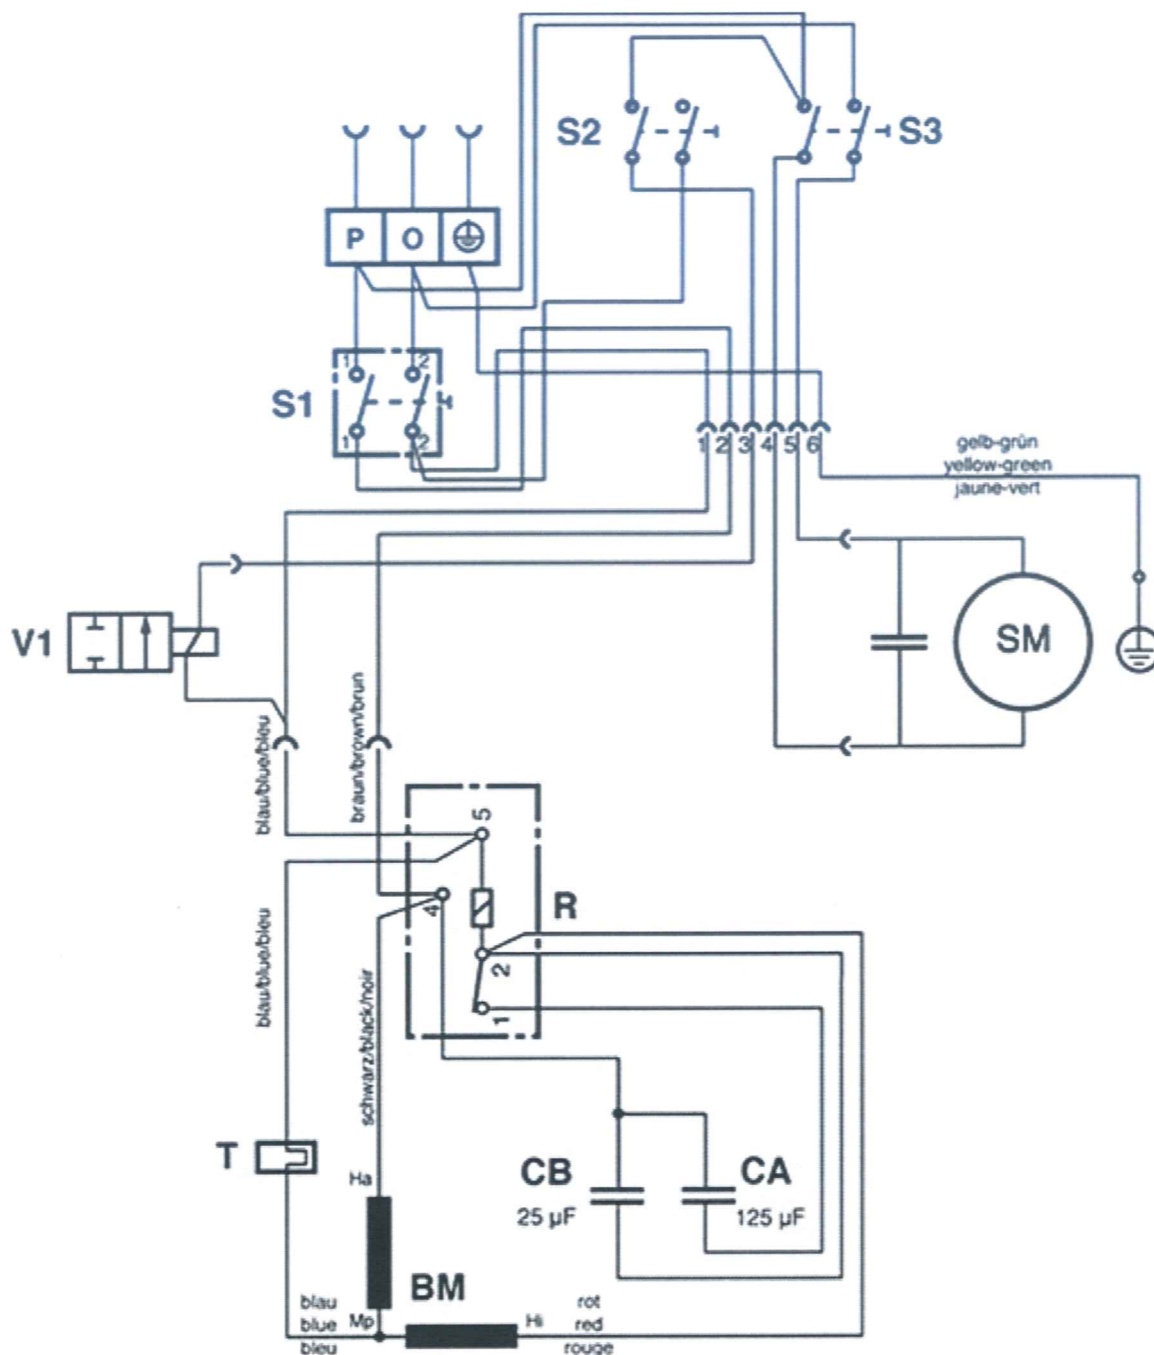 S2
S3
P O
1 2
S1
1 2
1 2 3 4 5 6
gelb-grün
yellow-green
jaune-vert
V1
SM
blau/blue/bleu
braun/brown/brun
5
4
R
2
1
blau/blue/bleu
schwarz/black/noir
T
Ha
CB
25 µF
CA
125 µF
BM
blau
blue
bleu
Mp
Hi
rot
red
rouge